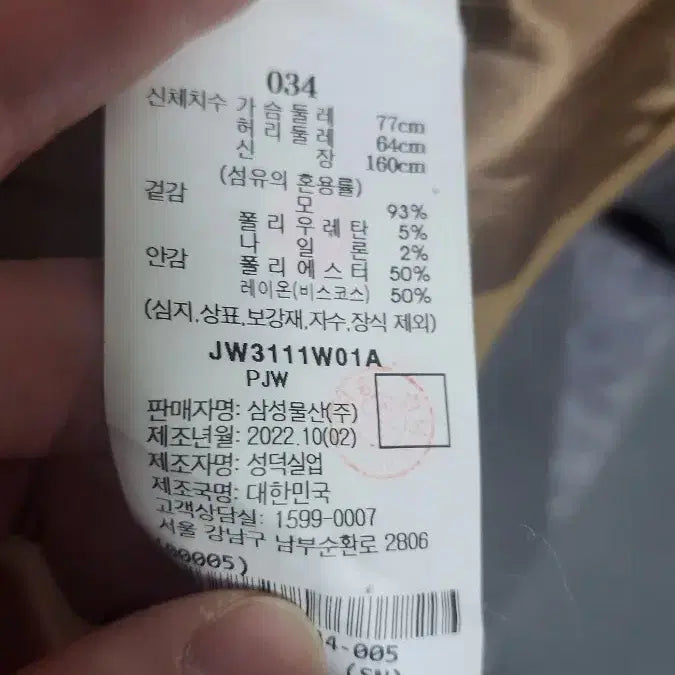 034
신체치수 가슴둘레 77cm
허리둘레 64cm
신장 160cm
(섬유의 혼용률)
겉감 모 93%
폴리우레탄 5%
나일론 2%
안감 폴리에스터 50%
레이온(비스코스) 50%
(심지,상표,보강재,자수,장식 제외)
JW3111W01A
PJW
판매자명: 삼성물산(주)
제조년월: 2022.10(02)
제조자명: 성덕실업
제조국명: 대한민국
고객상담실: 1599-0007
서울 강남구 남부순환로 2806
00005)
4-005
(SN)